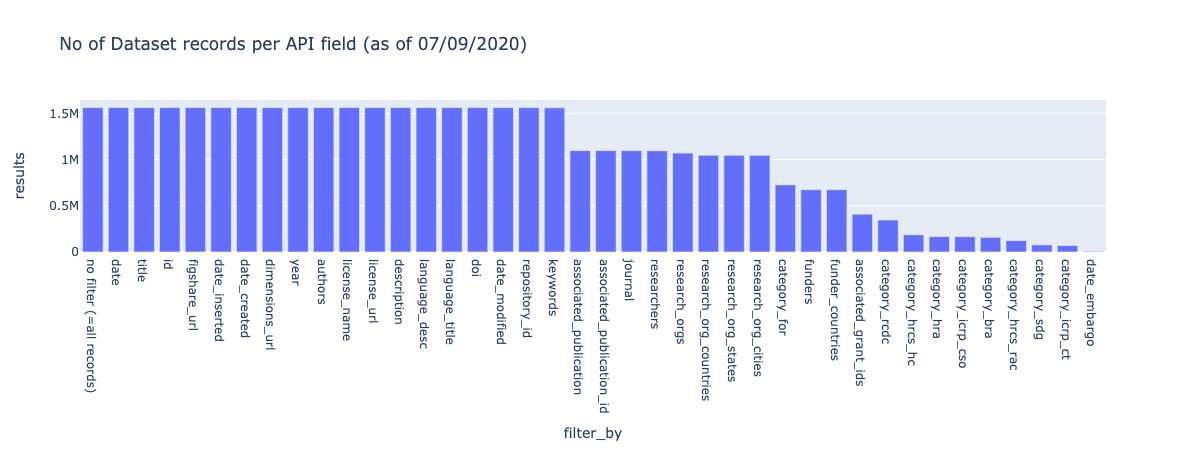 No of Dataset records per API field (as of 07/09/2020)
1.5M
1M
0.5M
0
results
no filter (=all records)
date
title
id
figshare_url
date_inserted
date_created
dimensions_url
year
authors
license_name
license_url
description
language_desc
language_title
doi
date_modified
repository_id
keywords
associated_publication
associated_publication_id
journal
researchers
research_orgs
research_org_countries
research_org_states
research_org_cities
category_for
funders
funder_countries
associated_grant_ids
category_rcdc
category_hrcs_hc
category_hra
category_icrp_cso
category_bra
category_hrcs_rac
category_sdg
category_icrp_ct
date_embargo
filter_by